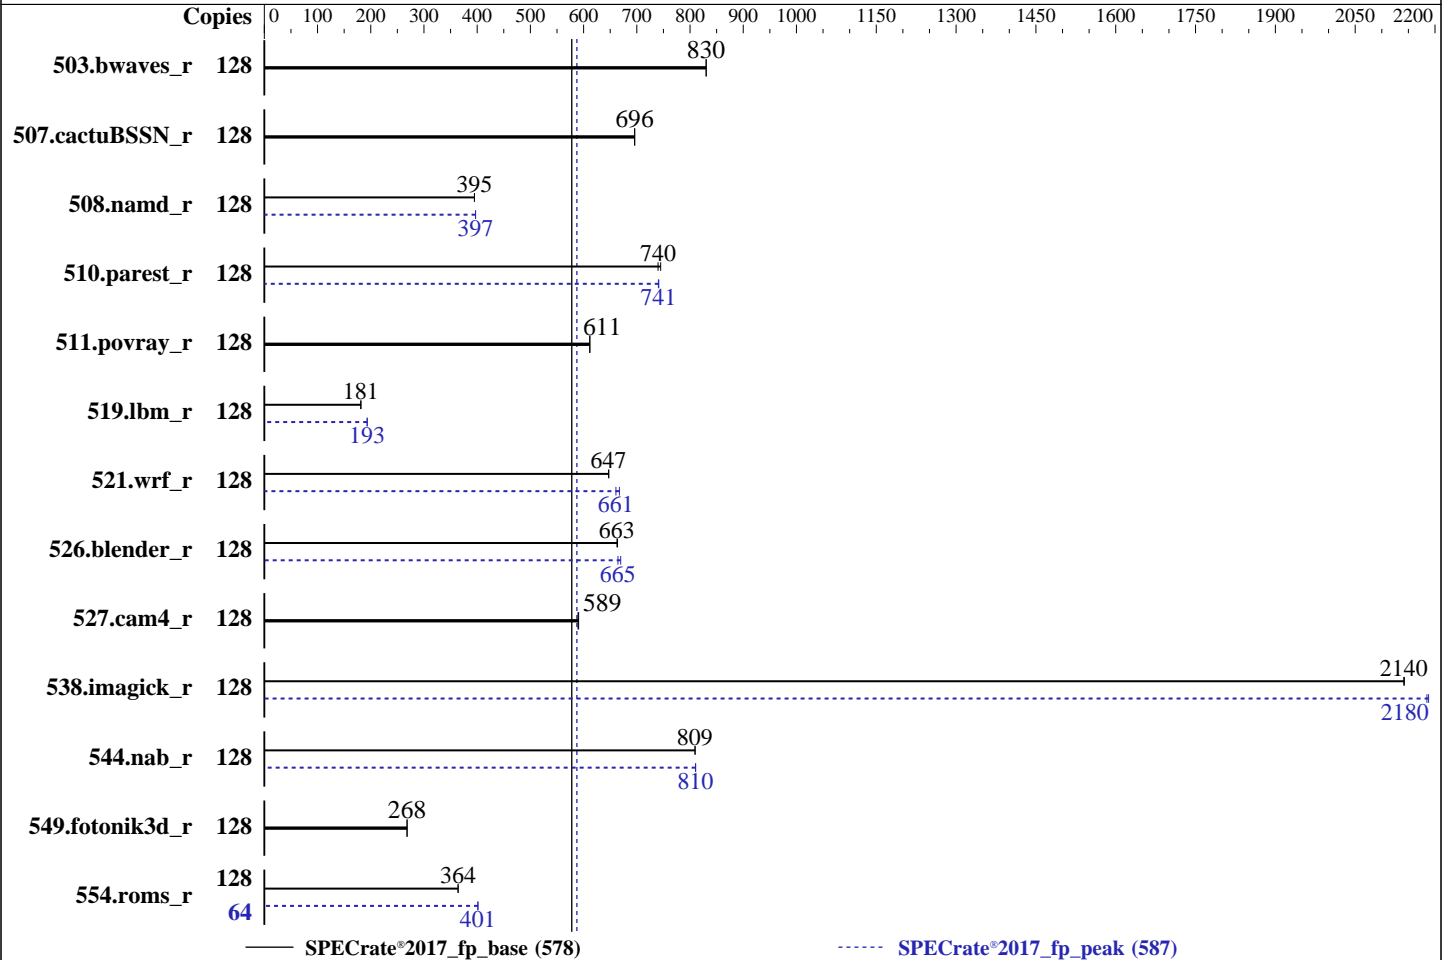 Copies 0 100 200 300 400 500 600 700 800 900 1000 1150 1300 1450 1600 1750 1900 2050 2200
830
503.bwaves_r 128
696
507.cactuBSSN_r 128
395
508.namd_r 128
397
740
510.parest_r 128
741
611
511.povray_r 128
181
519.lbm_r 128
193
647
521.wrf_r 128
661
663
526.blender_r 128
665
589
527.cam4_r 128
2140
538.imagick_r 128
2180
809
544.nab_r 128
810
268
549.fotonik3d_r 128
128 364
554.roms_r
64 401
SPECrate®2017_fp_base (578) SPECrate®2017_fp_peak (587)